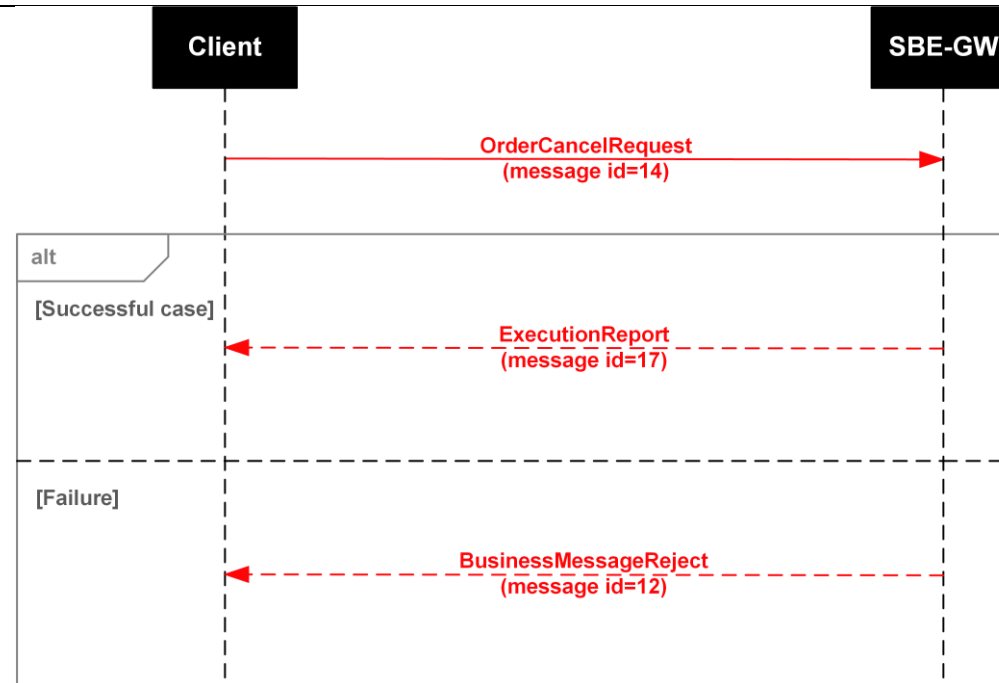 Client
SBE-GW
OrderCancelRequest
(message id=14)
alt
[Successful case]
ExecutionReport
(message id=17)
[Failure]
BusinessMessageReject
(message id=12)